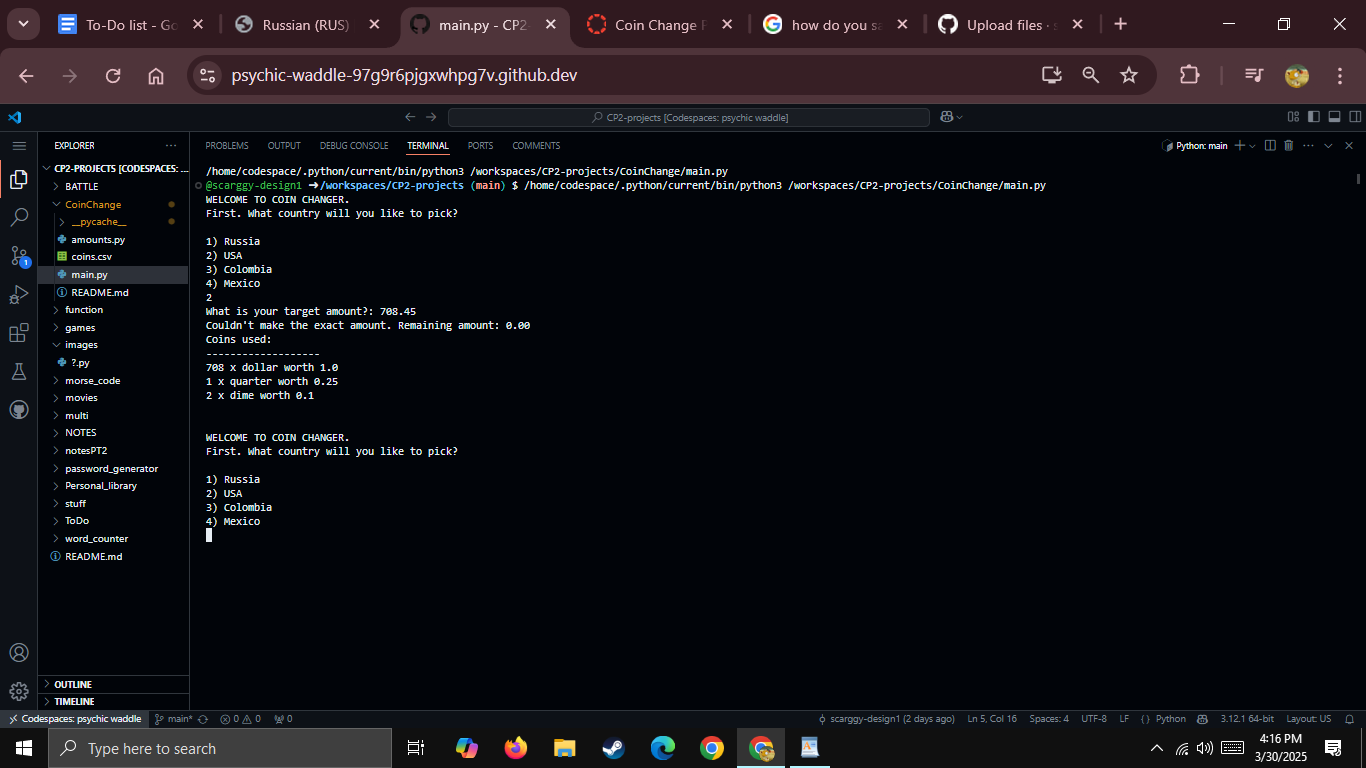 To-Do list - Go
Russian (RUS)
main.py - CP2-
Coin Change P
how do you sa
Upload files · s
psychic-waddle-97g9r6pjgxwhpg7v.github.dev
CP2-projects [Codespaces: psychic waddle]
EXPLORER
PROBLEMS OUTPUT DEBUG CONSOLE TERMINAL PORTS COMMENTS
Python: main
CP2-PROJECTS [CODESPACES: ...
BATTLE
CoinChange
__pycache__
amounts.py
coins.csv
main.py
README.md
function
games
images
?.py
morse_code
movies
multi
NOTES
notesPT2
password_generator
Personal_library
stuff
ToDo
word_counter
README.md
OUTLINE
TIMELINE
1
/home/codespace/.python/current/bin/python3 /workspaces/CP2-projects/CoinChange/main.py
@scarggy-design1 ➜/workspaces/CP2-projects (main) $ /home/codespace/.python/current/bin/python3 /workspaces/CP2-projects/CoinChange/main.py
WELCOME TO COIN CHANGER.
First. What country will you like to pick?
1) Russia
2) USA
3) Colombia
4) Mexico
2
What is your target amount?: 708.45
Couldn't make the exact amount. Remaining amount: 0.00
Coins used:
-------------------
708 x dollar worth 1.0
1 x quarter worth 0.25
2 x dime worth 0.1
WELCOME TO COIN CHANGER.
First. What country will you like to pick?
1) Russia
2) USA
3) Colombia
4) Mexico
Codespaces: psychic waddle main* 0 0 0 scarggy-design1 (2 days ago) Ln 5, Col 16 Spaces: 4 UTF-8 LF {} Python 3.12.1 64-bit Layout: US
Type here to search
4:16 PM
3/30/2025